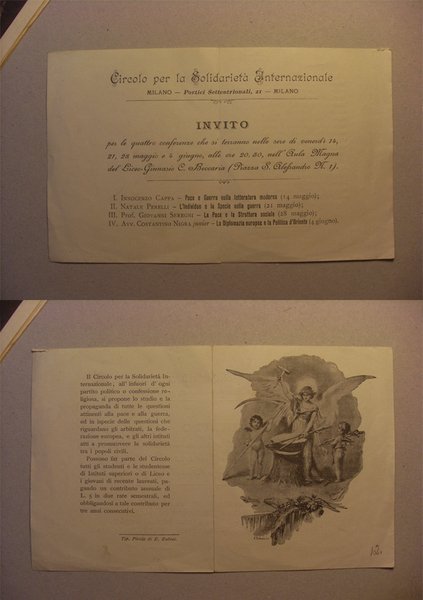 Circolo per la Solidarietà Internazionale
MILANO — Portici Settentrionali, 21 — MILANO
INVITO
per le quattro conferenze che si terranno nelle sere di venerdì 14,
21, 28 maggio e 4 giugno, alle ore 20,30, nell'Aula Magna
del Liceo-Ginnasio C. Beccaria (Piazza S. Alessandro N. 1).
I. Innocenzo Cappa - Pace e Guerra nella letteratura moderna (14 maggio);
II. Natale Perelli - L'Individuo e la Specie nella guerra (21 maggio);
III. Prof. Giovanni - La Pace e la Struttura sociale (28 maggio);
IV. Avv. Costantino Nigra junior - La Diplomazia europea e la Politica d'Oriente (4 giugno).
Il Circolo per la Solidarietà In-
ternazionale, all'infuori d'ogni
partito politico o confessione re-
ligiosa, si propone lo studio e la
propaganda di tutte le questioni
attinenti alla pace e alla guerra,
ed in ispecie delle questioni che
riguardano gli arbitrati, la fede-
razione europea, e gli altri istituti
atti a promuovere la solidarietà
tra i popoli civili.
Possono far parte del Circolo
tutti gli studenti e le studentesse
di Istituti superiori o di Liceo e
i giovani di recente laureati, pa-
gando un contributo annuale di
L. 5 in due rate semestrali, ed
obbligandosi a tale contributo per
tre anni consecutivi.
Tip. Pirola di E.